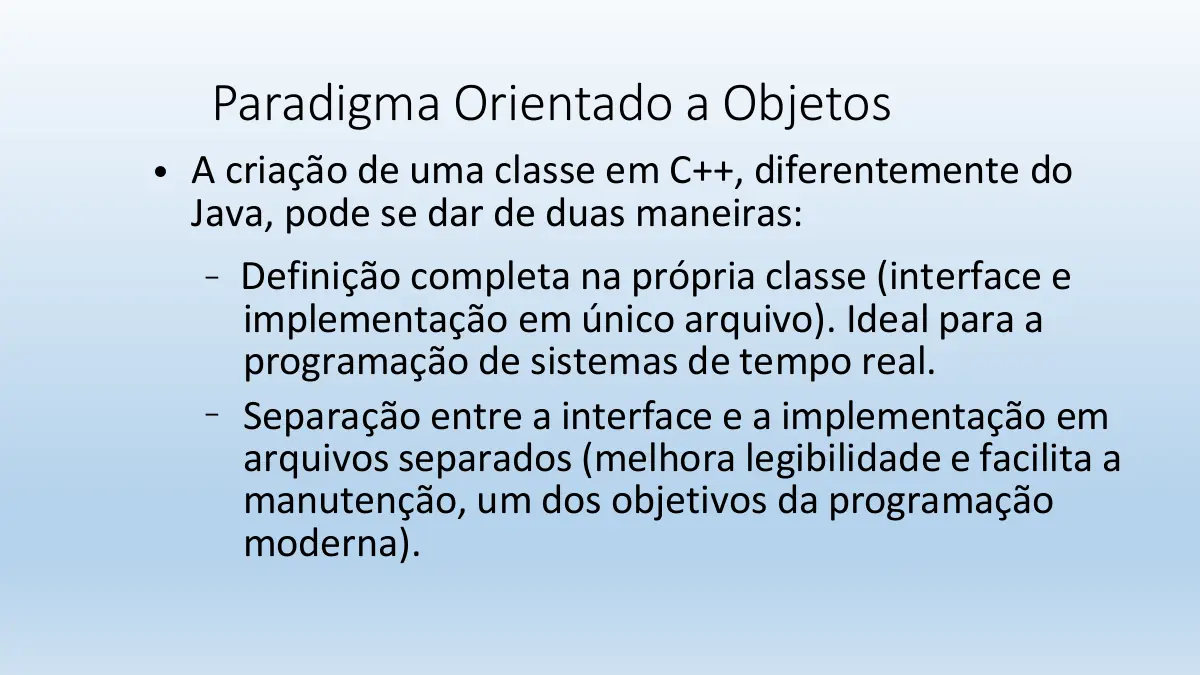 Paradigma Orientado a Objetos
• A criação de uma classe em C++, diferentemente do
Java, pode se dar de duas maneiras:
– Definição completa na própria classe (interface e
implementação em único arquivo). Ideal para a
programação de sistemas de tempo real.
– Separação entre a interface e a implementação em
arquivos separados (melhora legibilidade e facilita a
manutenção, um dos objetivos da programação
moderna).